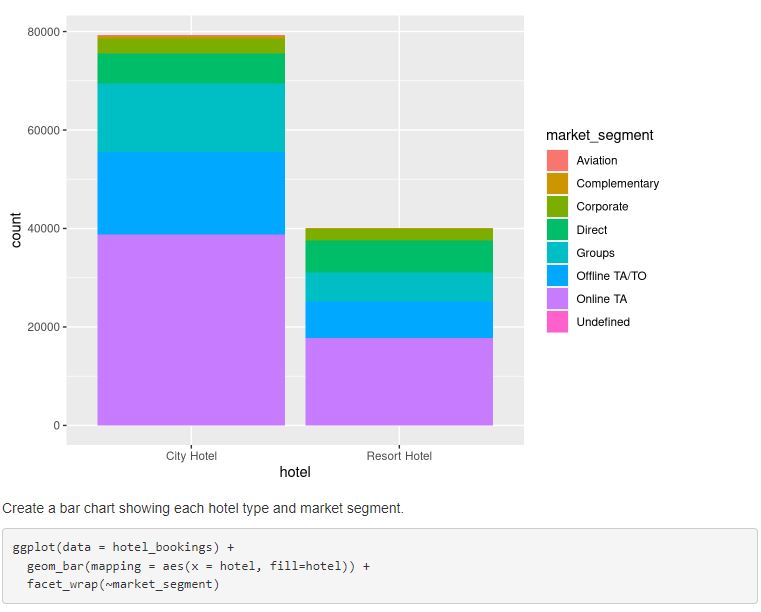 80000
60000
40000
20000
0
count
City Hotel
Resort Hotel
hotel
market_segment
Aviation
Complementary
Corporate
Direct
Groups
Offline TA/TO
Online TA
Undefined
Create a bar chart showing each hotel type and market segment.
ggplot(data = hotel_bookings) +
  geom_bar(mapping = aes(x = hotel, fill=hotel)) +
  facet_wrap(~market_segment)